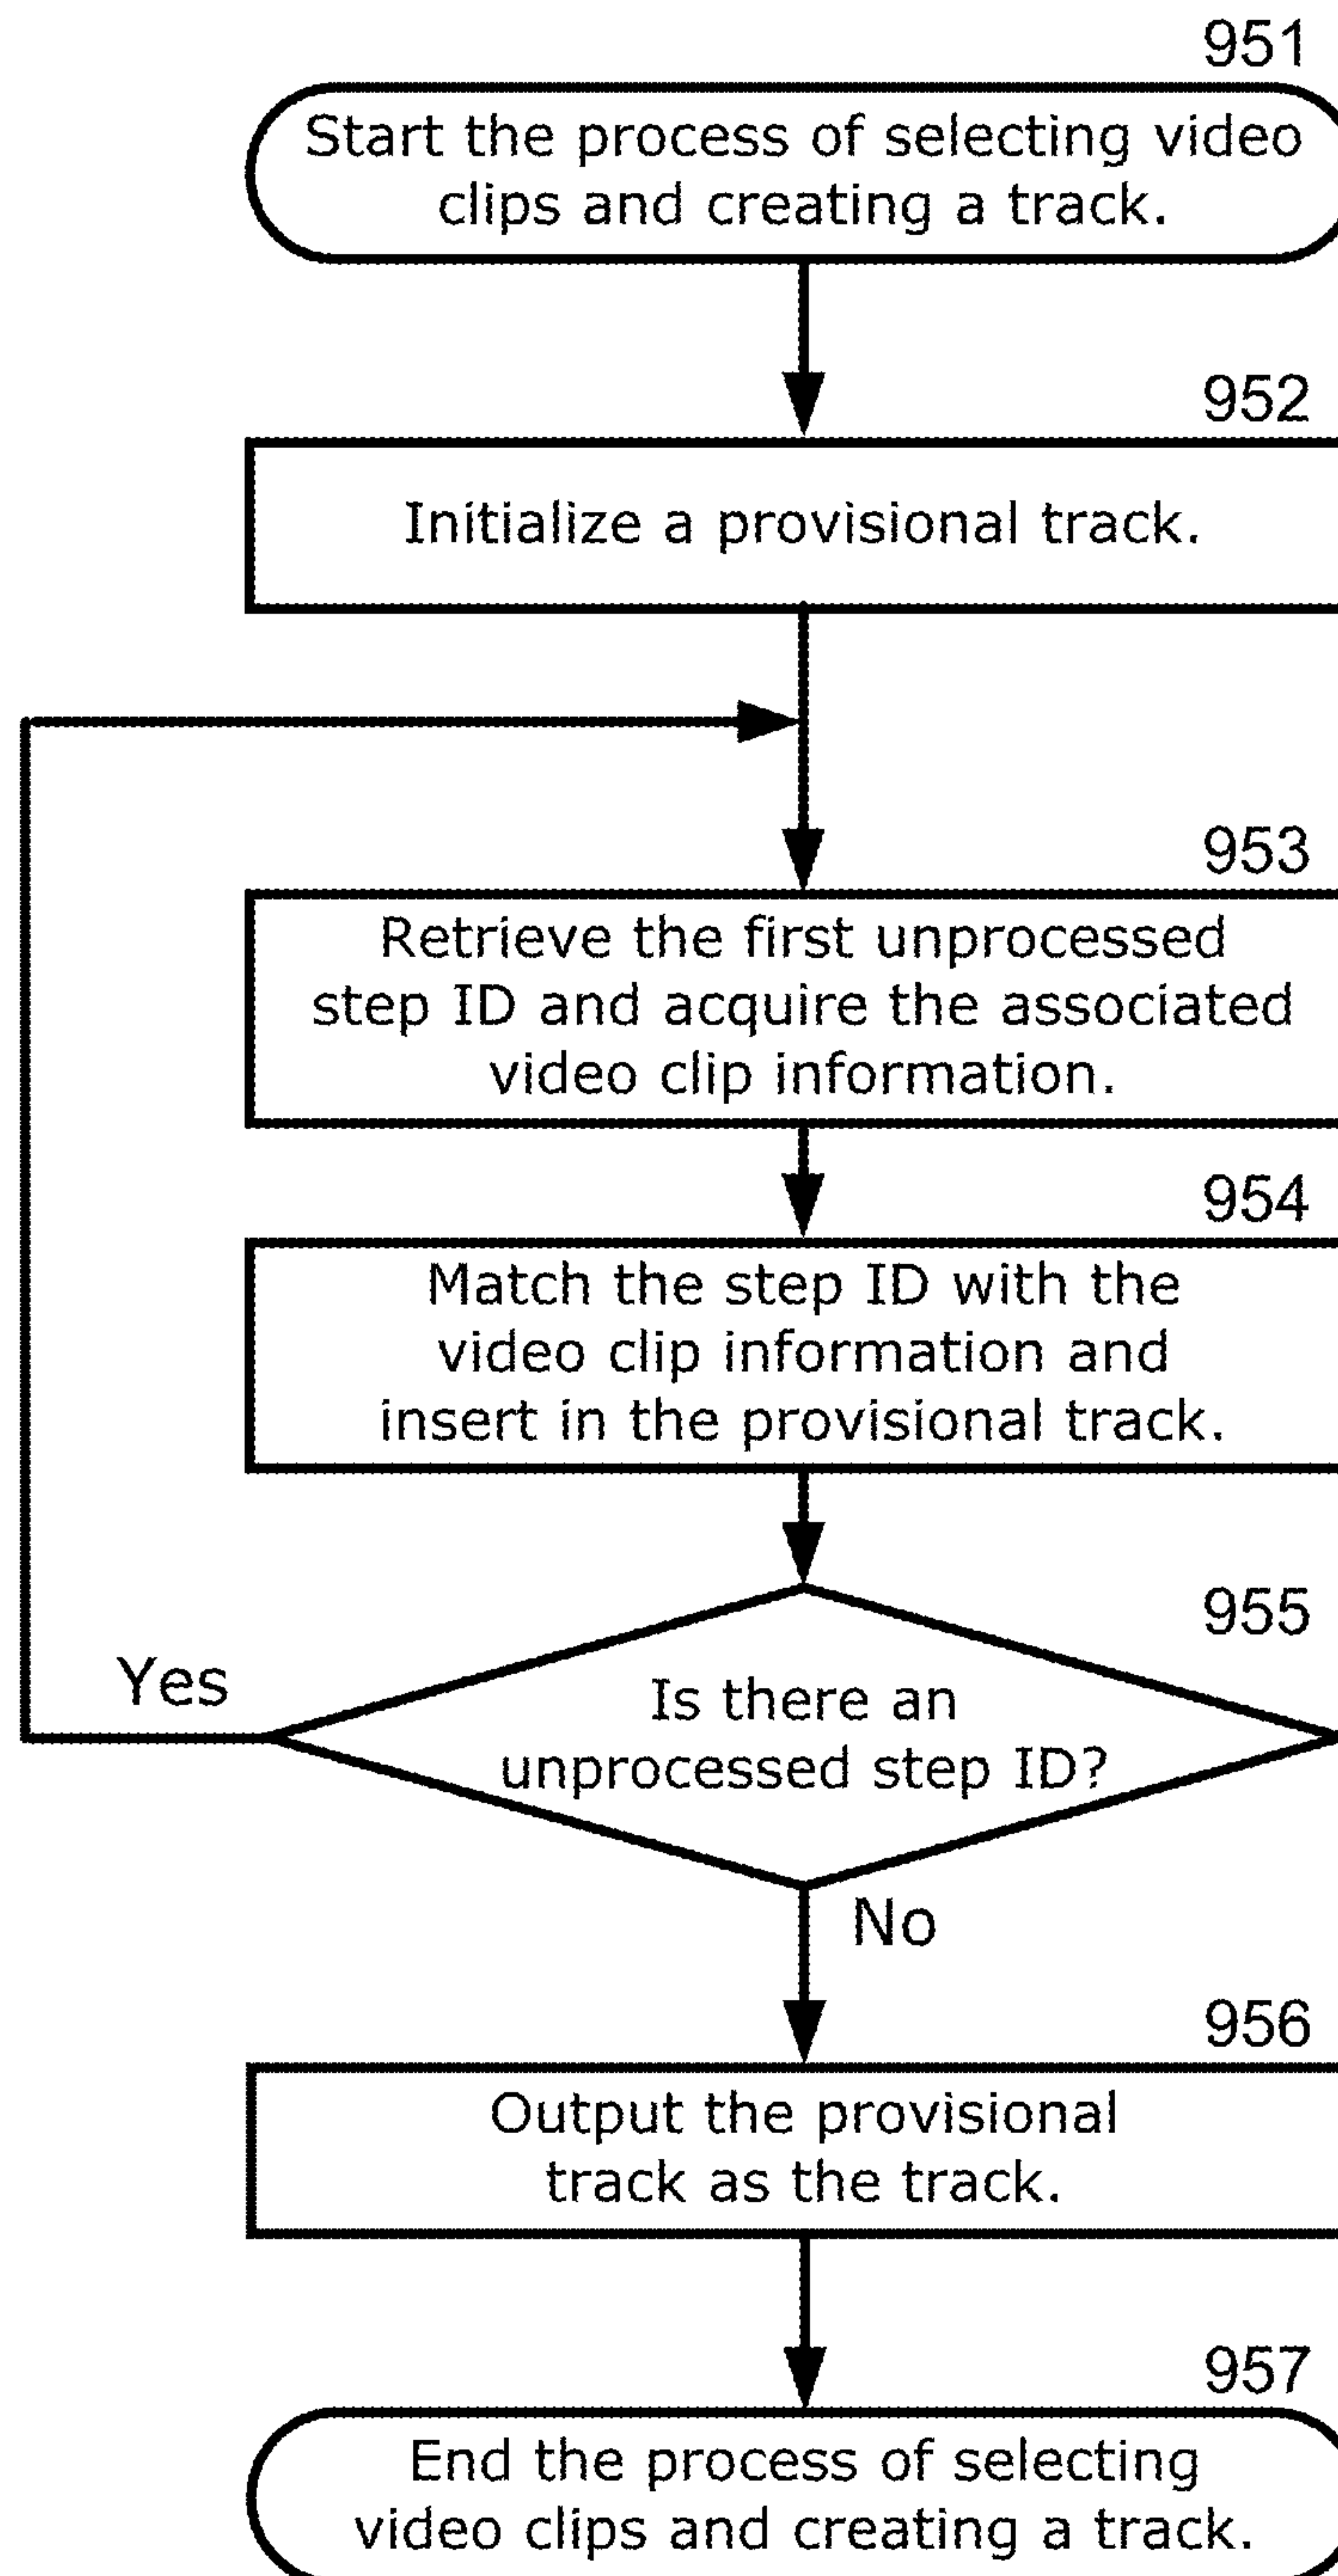 951
Start the process of selecting video
clips and creating a track.
952
Initialize a provisional track.
953
Retrieve the first unprocessed
step ID and acquire the associated
video clip information.
954
Match the step ID with the
video clip information and
insert in the provisional track.
955
Yes
Is there an
unprocessed step ID?
No
956
Output the provisional
track as the track.
957
End the process of selecting
video clips and creating a track.